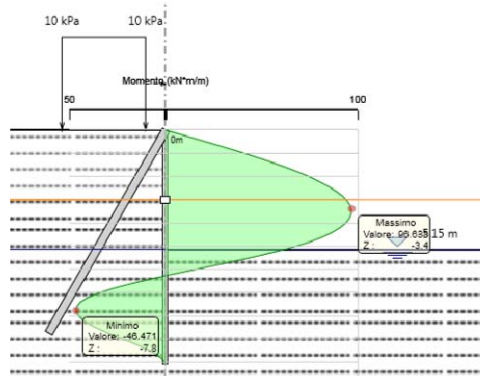 10 kPa 10 kPa
Momento (kN*m/m)
50 100
0m
Massimo
Valore: 96.685
Z : -3.4
5.15 m
Minimo
Valore: -46.471
Z : -7.8